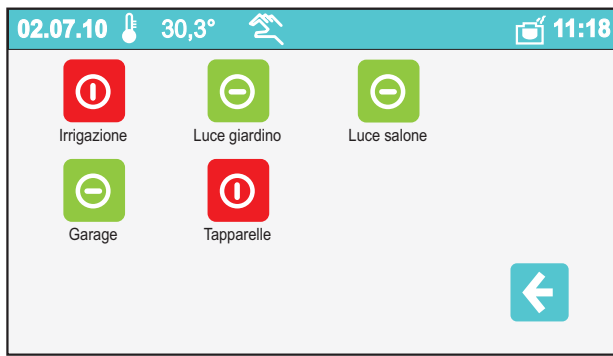 02.07.10 30,3° 11:18
Irrigazione Luce giardino Luce salone
Garage Tapparelle